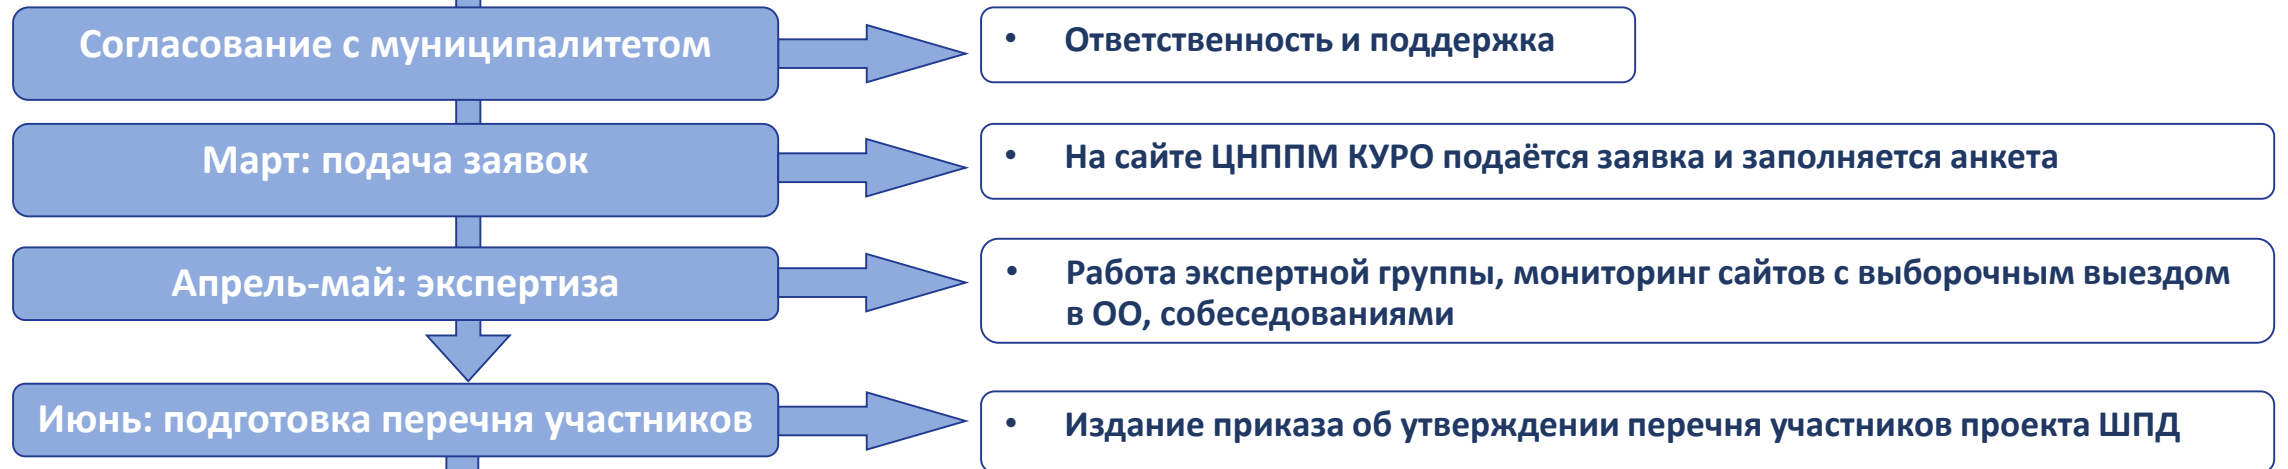 Согласование с муниципалитетом
• Ответственность и поддержка
Март: подача заявок
• На сайте ЦНППМ КУРО подаётся заявка и заполняется анкета
Апрель-май: экспертиза
• Работа экспертной группы, мониторинг сайтов с выборочным выездом
в ОО, собеседованиями
Июнь: подготовка перечня участников
• Издание приказа об утверждении перечня участников проекта ШПД